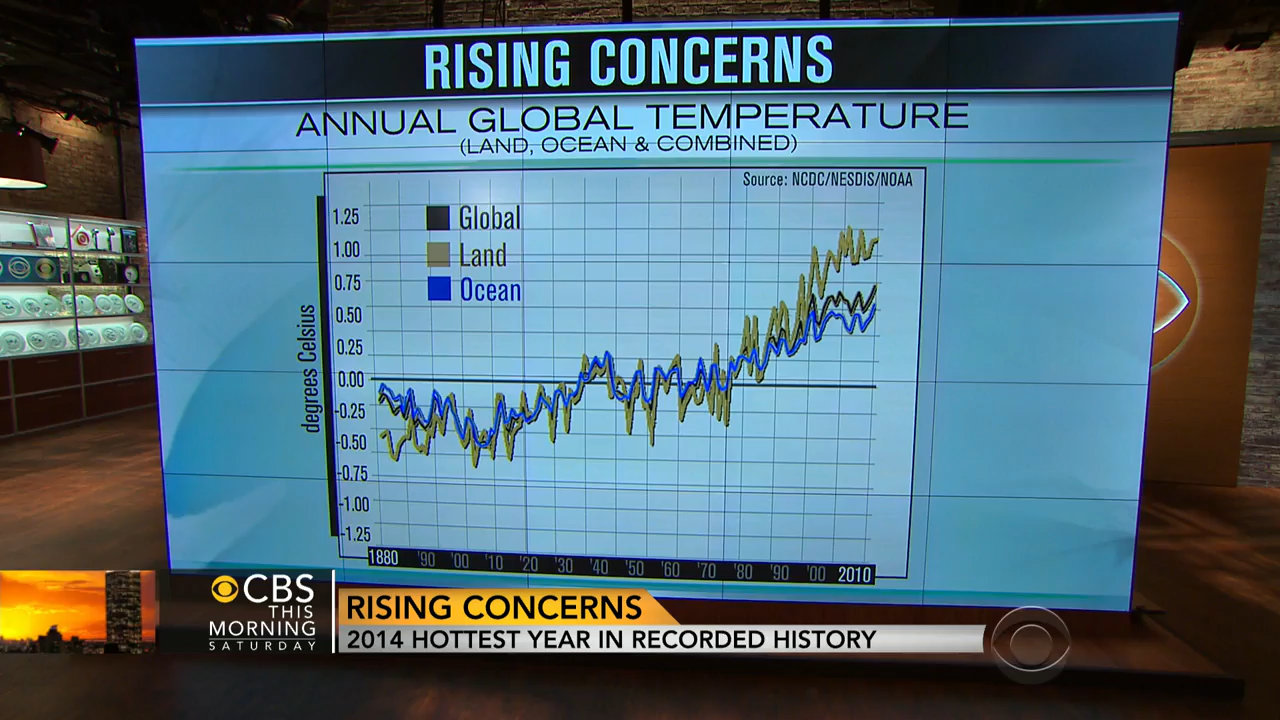 RISING CONCERNS
ANNUAL GLOBAL TEMPERATURE
(LAND, OCEAN & COMBINED)
Source: NCDC/NESDIS/NOAA
Global
Land
Ocean
degrees Celsius
1.25
1.00
0.75
0.50
0.25
0.00
-0.25
-0.50
-0.75
-1.00
-1.25
1880 '90 '00 '10 '20 '30 '40 '50 '60 '70 '80 '90 '00 2010
CBS
THIS
MORNING
SATURDAY
RISING CONCERNS
2014 HOTTEST YEAR IN RECORDED HISTORY